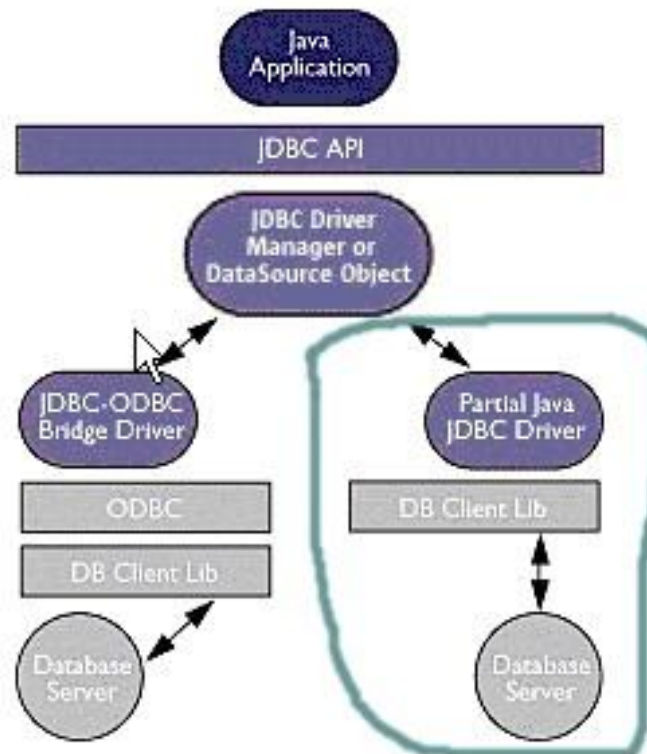 Java
Application
JDBC API
JDBC Driver
Manager or
DataSource Object
JDBC-ODBC
Bridge Driver
ODBC
DB Client Lib
Database
Server
Partial Java
JDBC Driver
DB Client Lib
Database
Server